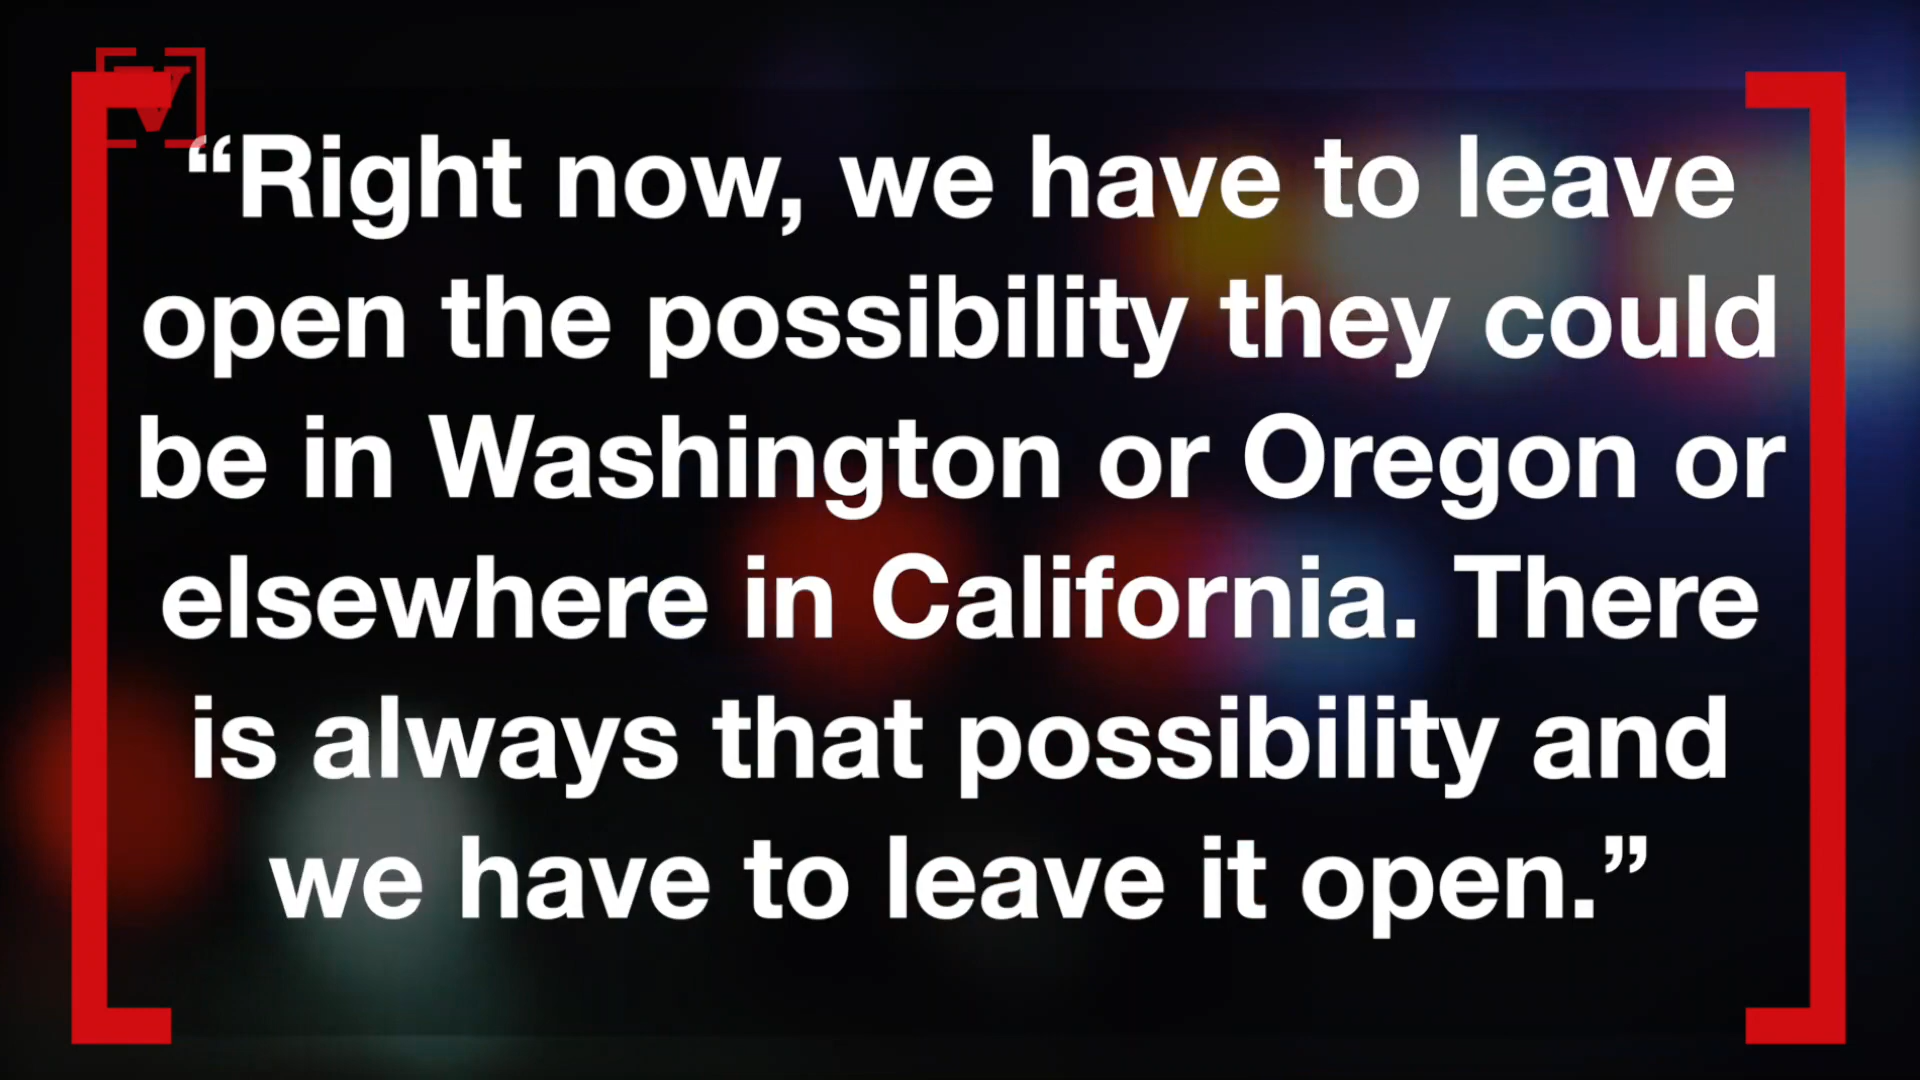 V
“Right now, we have to leave
open the possibility they could
be in Washington or Oregon or
elsewhere in California. There
is always that possibility and
we have to leave it open.”